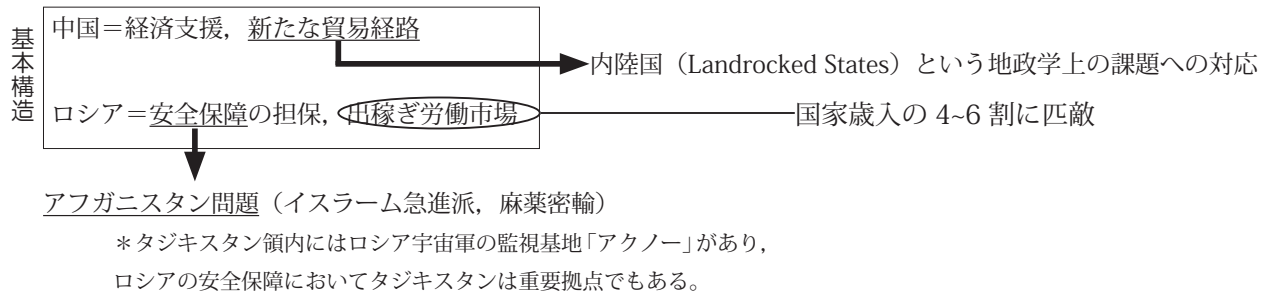 基本構造
中国＝経済支援，新たな貿易経路
内陸国（Landrocked States）という地政学上の課題への対応
ロシア＝安全保障の担保，出稼ぎ労働市場
国家歳入の 4~6 割に匹敵
アフガニスタン問題（イスラーム急進派，麻薬密輸）
＊タジキスタン領内にはロシア宇宙軍の監視基地「アクノー」があり，
ロシアの安全保障においてタジキスタンは重要拠点でもある。